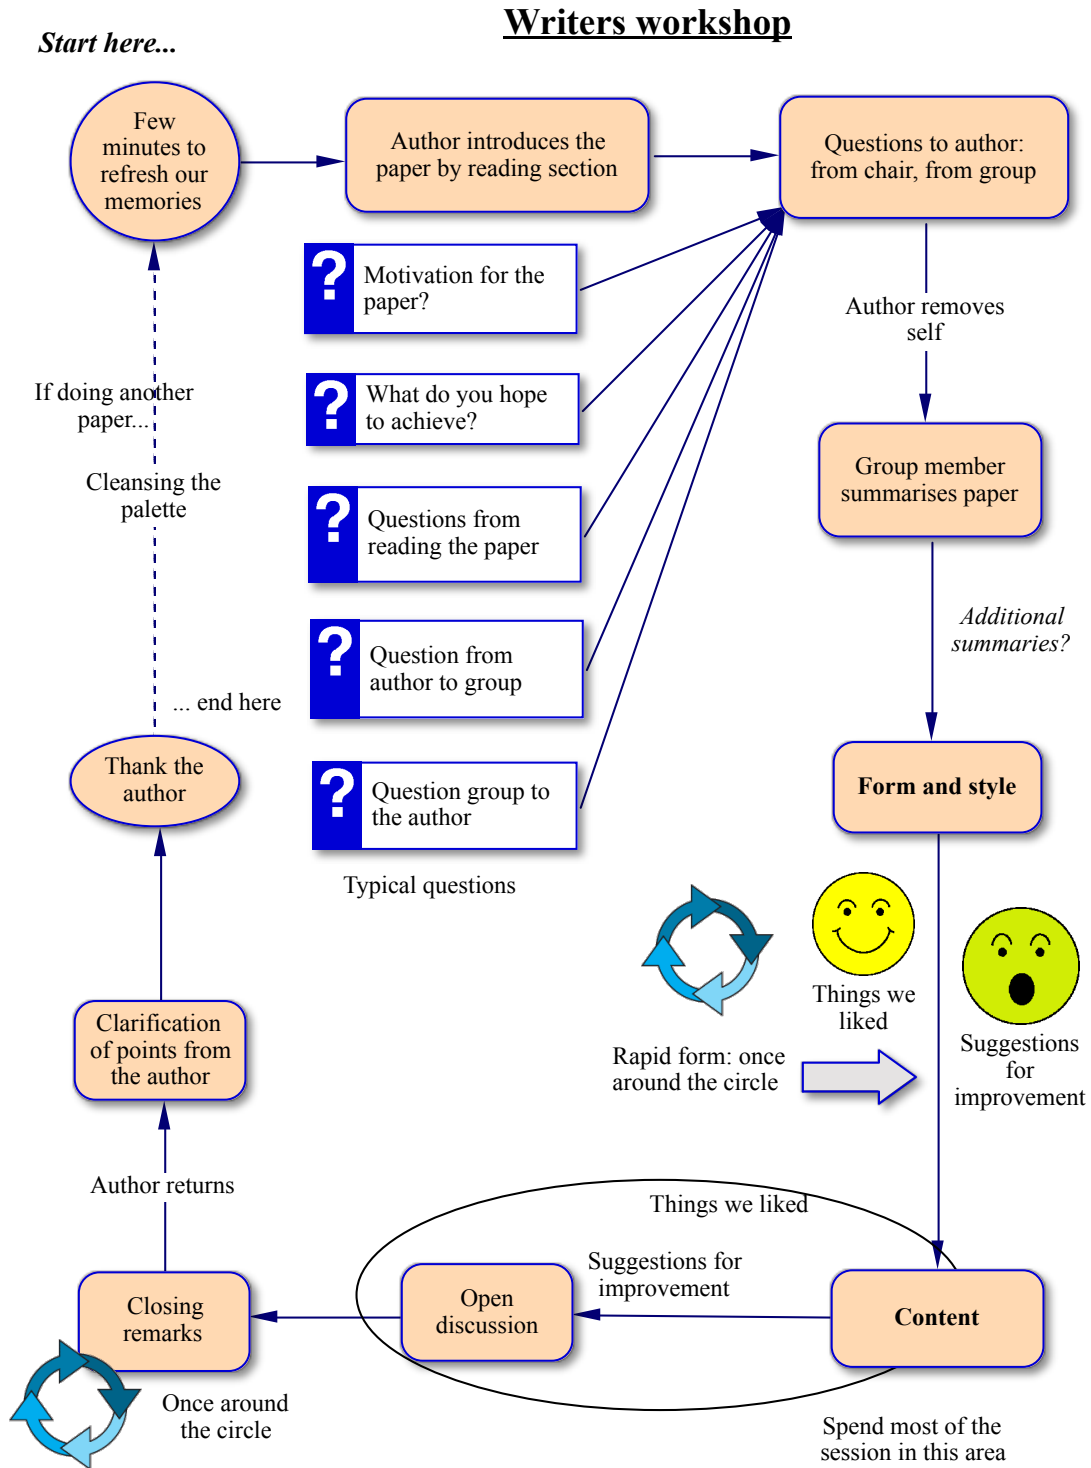 Writers workshop
Start here...
Few
minutes to
refresh our
memories
Author introduces the
paper by reading section
Questions to author:
from chair, from group
?
Motivation for the
paper?
Author removes
self
?
What do you hope
to achieve?
If doing another
paper...
Cleansing the
palette
Group member
summarises paper
?
Questions from
reading the paper
Additional
summaries?
?
Question from
author to group
... end here
Thank the
author
?
Question group to
the author
Form and style
Typical questions
Things we
liked
Suggestions
for
improvement
Rapid form: once
around the circle
Clarification
of points from
the author
Author returns
Things we liked
Suggestions for
improvement
Closing
remarks
Open
discussion
Content
Once around
the circle
Spend most of the
session in this area